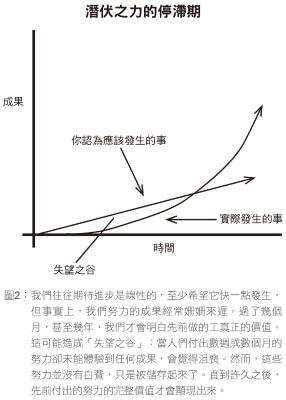 潛伏之力的停滯期
成果
你認為應該發生的事
實際發生的事
時間
失望之谷
圖2：我們往往期待進步是線性的，至少希望它快一點發生，
但事實上，我們努力的成果經常姍姍來遲。過了幾個
月，甚至幾年，我們才會明白先前做的工真正的價值。
這可能造成「失望之谷」：當人們付出數週或數個月的
努力卻未能體驗到任何成果，會覺得沮喪。然而，這些
努力並沒有白費，只是被儲存起來了。直到許久之後，
先前付出的努力的完整價值才會顯現出來。